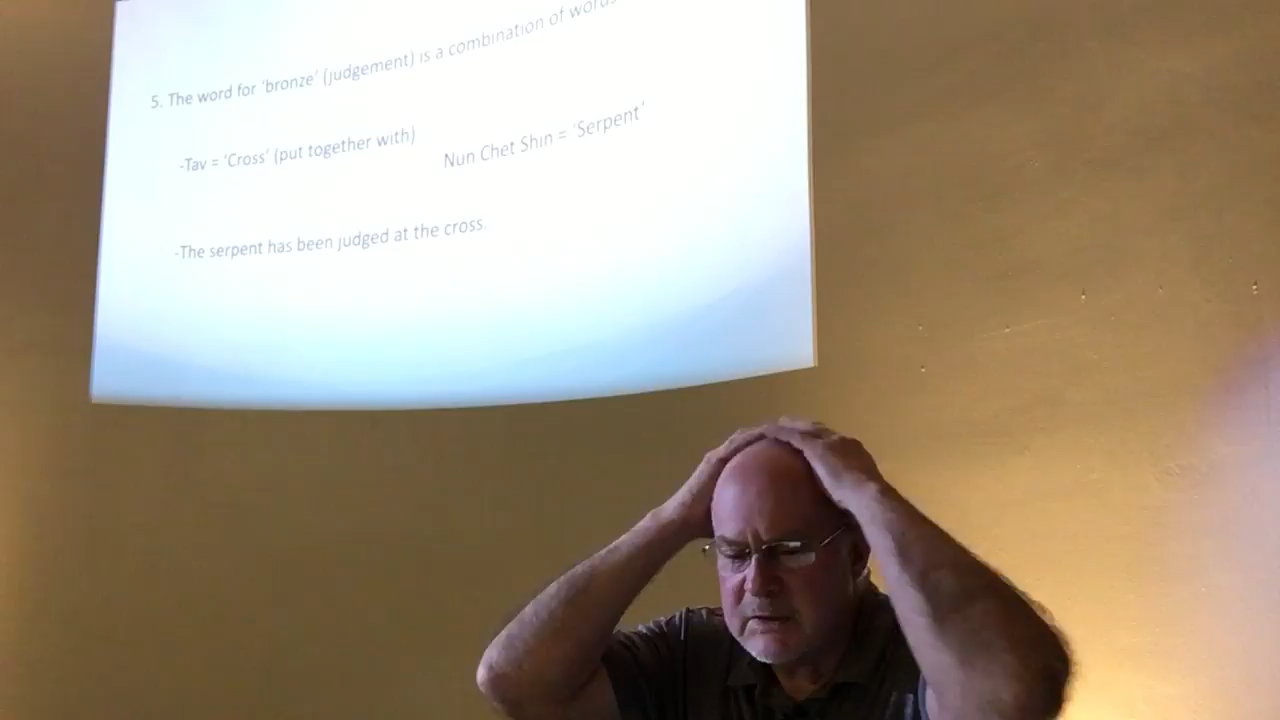 5. The word for 'bronze' (judgement) is a combination of words
-Tav = 'Cross' (put together with)
Nun Chet Shin = 'Serpent'
-The serpent has been judged at the cross.